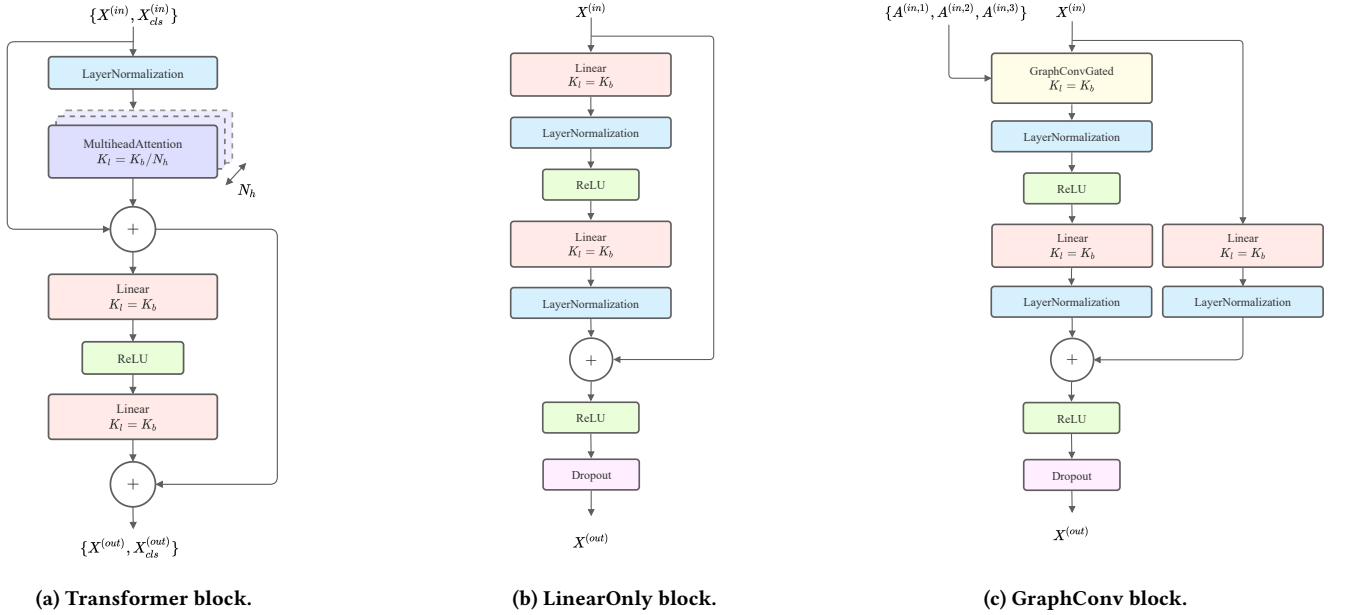 {X^{(in)}, X_{cls}^{(in)}}
LayerNormalization
MultiheadAttention
K_l = K_b/N_h
N_h
+
Linear
K_l = K_b
ReLU
Linear
K_l = K_b
+
{X^{(out)}, X_{cls}^{(out)}}
(a) Transformer block.
X^{(in)}
Linear
K_l = K_b
LayerNormalization
ReLU
Linear
K_l = K_b
LayerNormalization
+
ReLU
Dropout
X^{(out)}
(b) LinearOnly block.
{A^{(in,1)}, A^{(in,2)}, A^{(in,3)}}
X^{(in)}
GraphConvGated
K_l = K_b
LayerNormalization
ReLU
Linear
K_l = K_b
LayerNormalization
Linear
K_l = K_b
LayerNormalization
+
ReLU
Dropout
X^{(out)}
(c) GraphConv block.